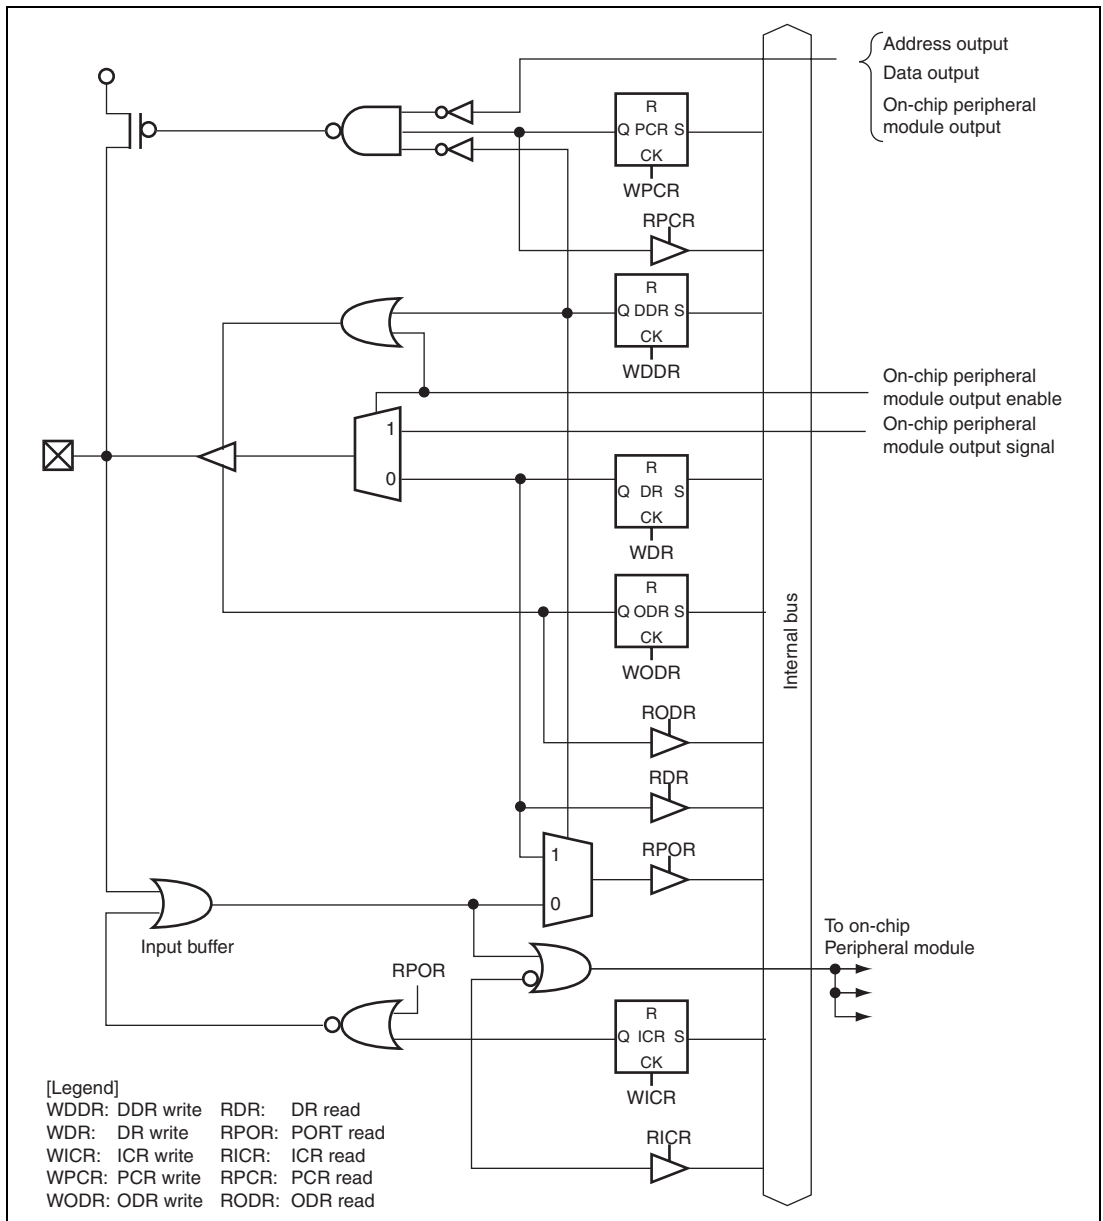 Address output
Data output
On-chip peripheral
module output
R
Q PCR S
CK
WPCR
RPCR
R
Q DDR S
CK
WDDR
On-chip peripheral
module output enable
On-chip peripheral
module output signal
1
0
R
Q DR S
CK
WDR
R
Q ODR S
CK
WODR
Internal bus
RODR
RDR
RPOR
1
0
Input buffer
To on-chip
Peripheral module
RPOR
R
Q ICR S
CK
WICR
RICR
[Legend]
WDDR: DDR write RDR: DR read
WDR: DR write RPOR: PORT read
WICR: ICR write RICR: ICR read
WPCR: PCR write RPCR: PCR read
WODR: ODR write RODR: ODR read